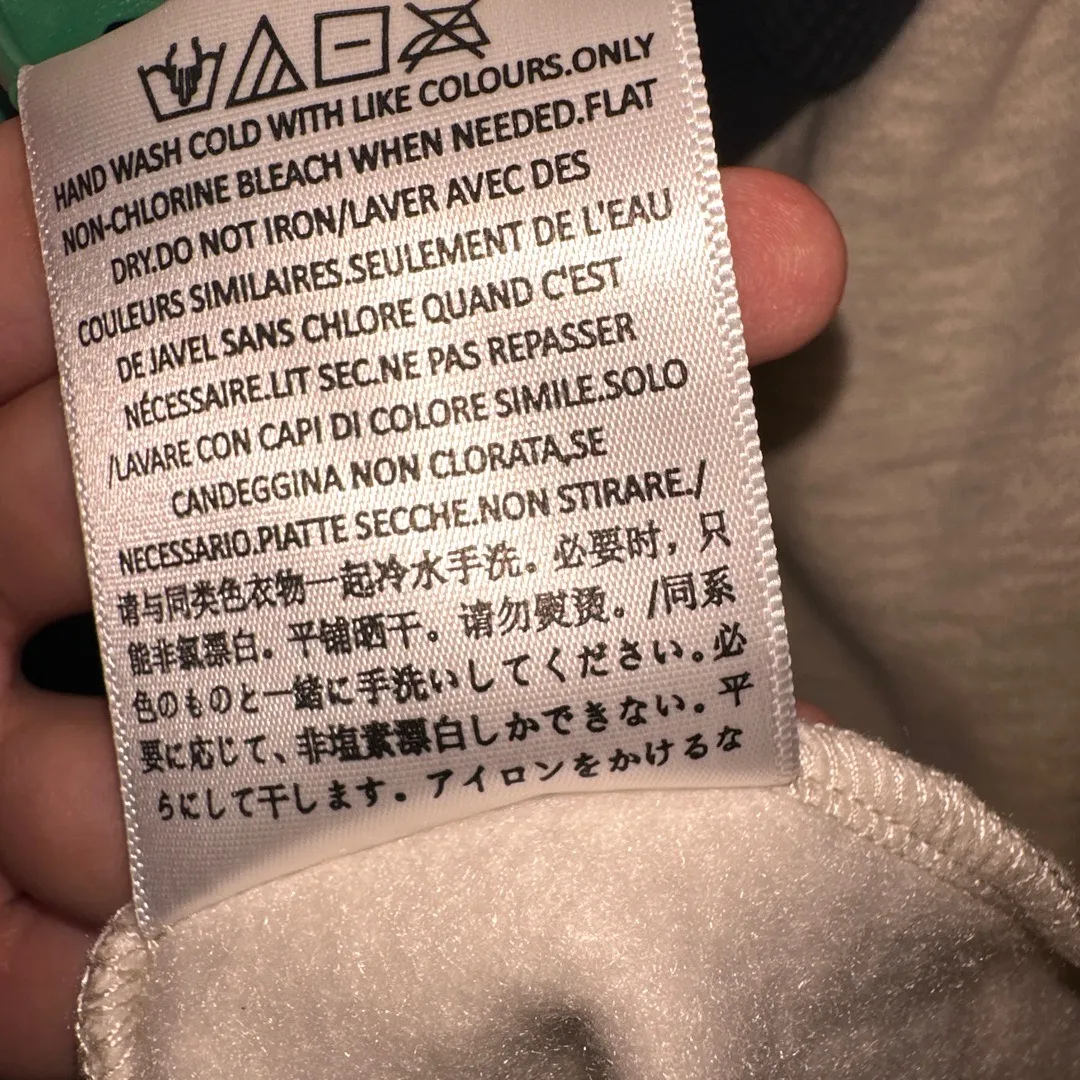 HAND WASH COLD WITH LIKE COLOURS.ONLY
NON-CHLORINE BLEACH WHEN NEEDED.FLAT
DRY.DO NOT IRON/LAVER AVEC DES
COULEURS SIMILAIRES.SEULEMENT DE L'EAU
DE JAVEL SANS CHLORE QUAND C'EST
NÉCESSAIRE.LIT SEC.NE PAS REPASSER
/LAVARE CON CAPI DI COLORE SIMILE.SOLO
CANDEGGINA NON CLORATA,SE
NECESSARIO.PIATTE SECCHE.NON STIRARE./
请与同类色衣物一起冷水手洗。必要时，只
能非氯漂白。平铺晒干。请勿熨烫。/同系
色のものと一緒に手洗いしてください。必
要に応じて、非塩素漂白しかできない。平
らにして干します。アイロンをかけるな